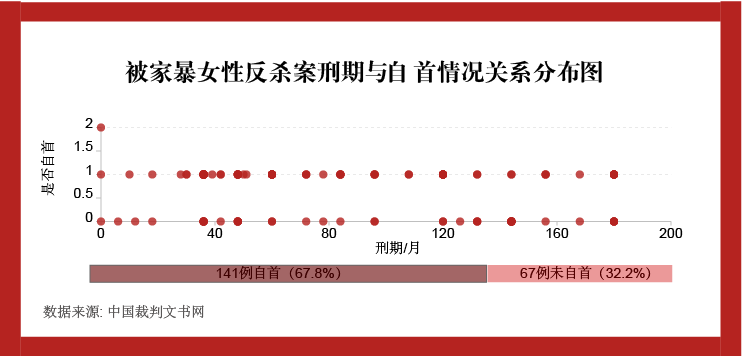 被家暴女性反杀案刑期与自 首情况关系分布图
2
1.5
1
0.5
0
是否自首
0 40 80 120 160 200
刑期/月
141例自首（67.8%） 67例未自首（32.2%）
数据来源: 中国裁判文书网